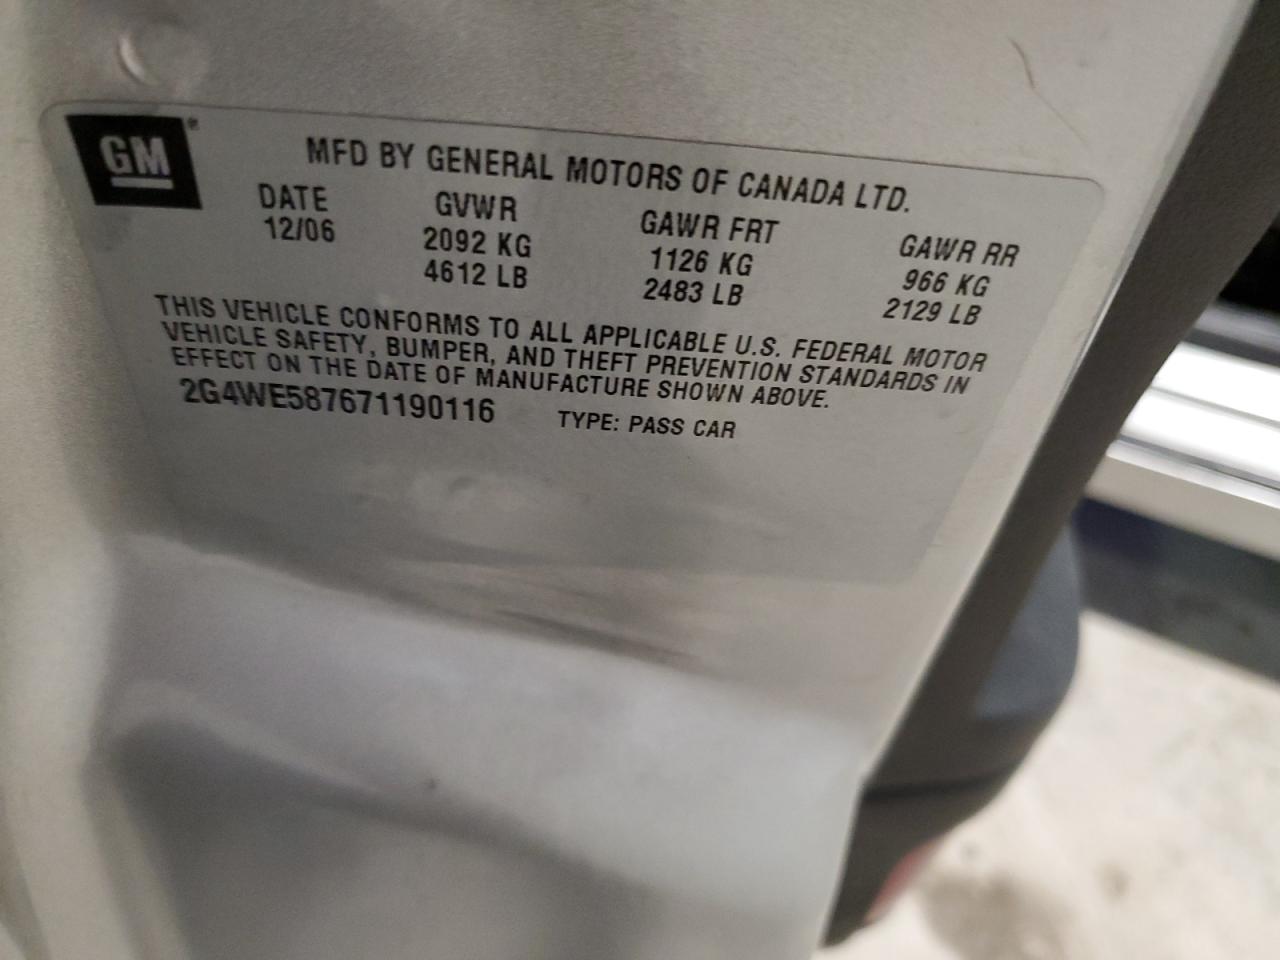 GM®
MFD BY GENERAL MOTORS OF CANADA LTD.
DATE GVWR GAWR FRT GAWR RR
12/06 2092 KG 1126 KG 966 KG
4612 LB 2483 LB 2129 LB
THIS VEHICLE CONFORMS TO ALL APPLICABLE U.S. FEDERAL MOTOR
VEHICLE SAFETY, BUMPER, AND THEFT PREVENTION STANDARDS IN
EFFECT ON THE DATE OF MANUFACTURE SHOWN ABOVE.
2G4WE587671190116 TYPE: PASS CAR